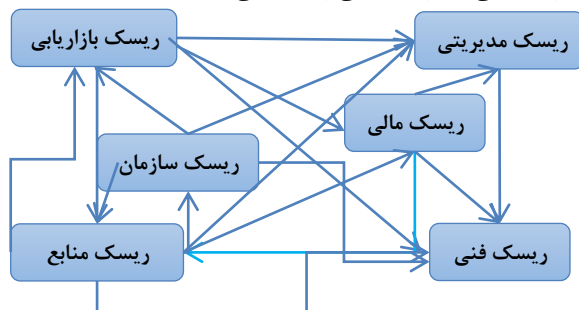 ریسک بازاریابی
ریسک مدیریتی
ریسک مالی
ریسک سازمان
ریسک منابع
ریسک فنی